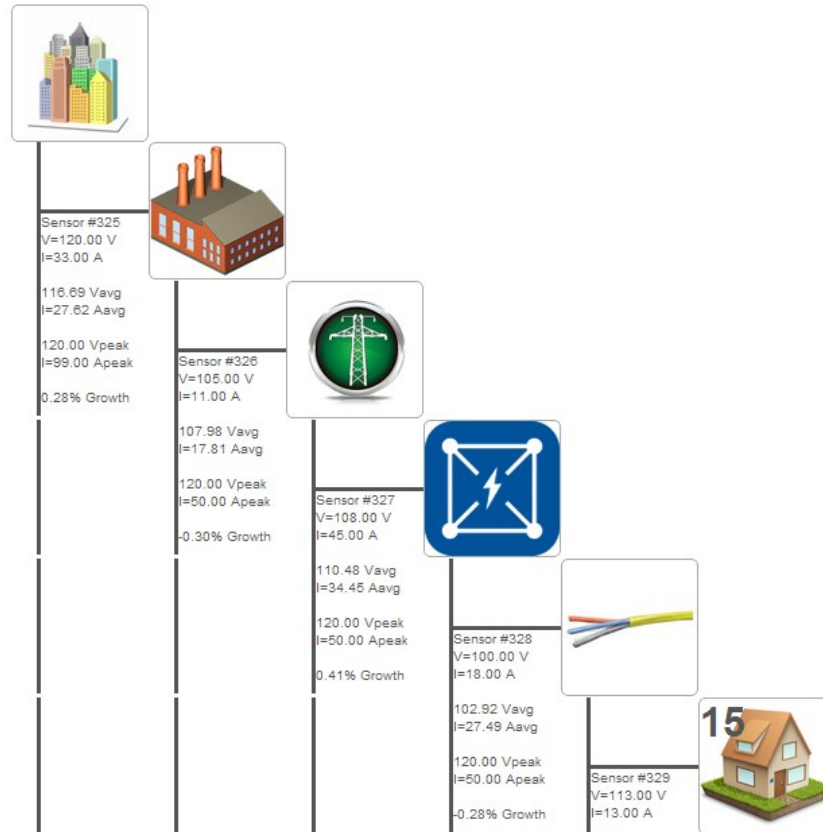 Sensor #325
V=120.00 V
I=33.00 A
116.69 Vavg
I=27.62 Aavg
120.00 Vpeak
I=99.00 Apeak
0.28% Growth
Sensor #326
V=105.00 V
I=11.00 A
107.98 Vavg
I=17.81 Aavg
120.00 Vpeak
I=50.00 Apeak
-0.30% Growth
Sensor #327
V=108.00 V
I=45.00 A
110.48 Vavg
I=34.45 Aavg
120.00 Vpeak
I=50.00 Apeak
0.41% Growth
Sensor #328
V=100.00 V
I=18.00 A
102.92 Vavg
I=27.49 Aavg
120.00 Vpeak
I=50.00 Apeak
-0.28% Growth
15
Sensor #329
V=113.00 V
I=13.00 A